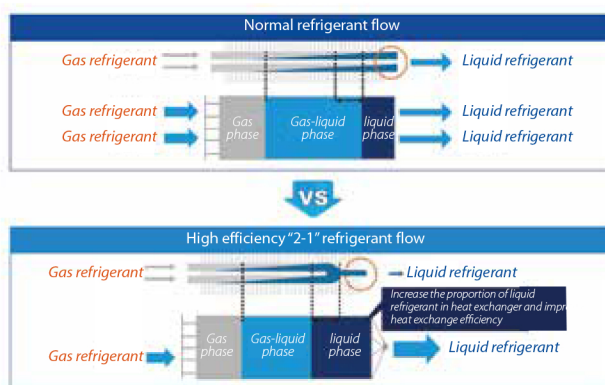 Normal refrigerant flow
Gas refrigerant
Liquid refrigerant
Gas refrigerant
Gas refrigerant
Gas
phase
Gas-liquid
phase
liquid
phase
Liquid refrigerant
Liquid refrigerant
VS
High efficiency “2-1” refrigerant flow
Gas refrigerant
Liquid refrigerant
Increase the proportion of liquid
refrigerant in heat exchanger and impr
heat exchange efficiency
Gas refrigerant
Gas
phase
Gas-liquid
phase
liquid
phase
Liquid refrigerant